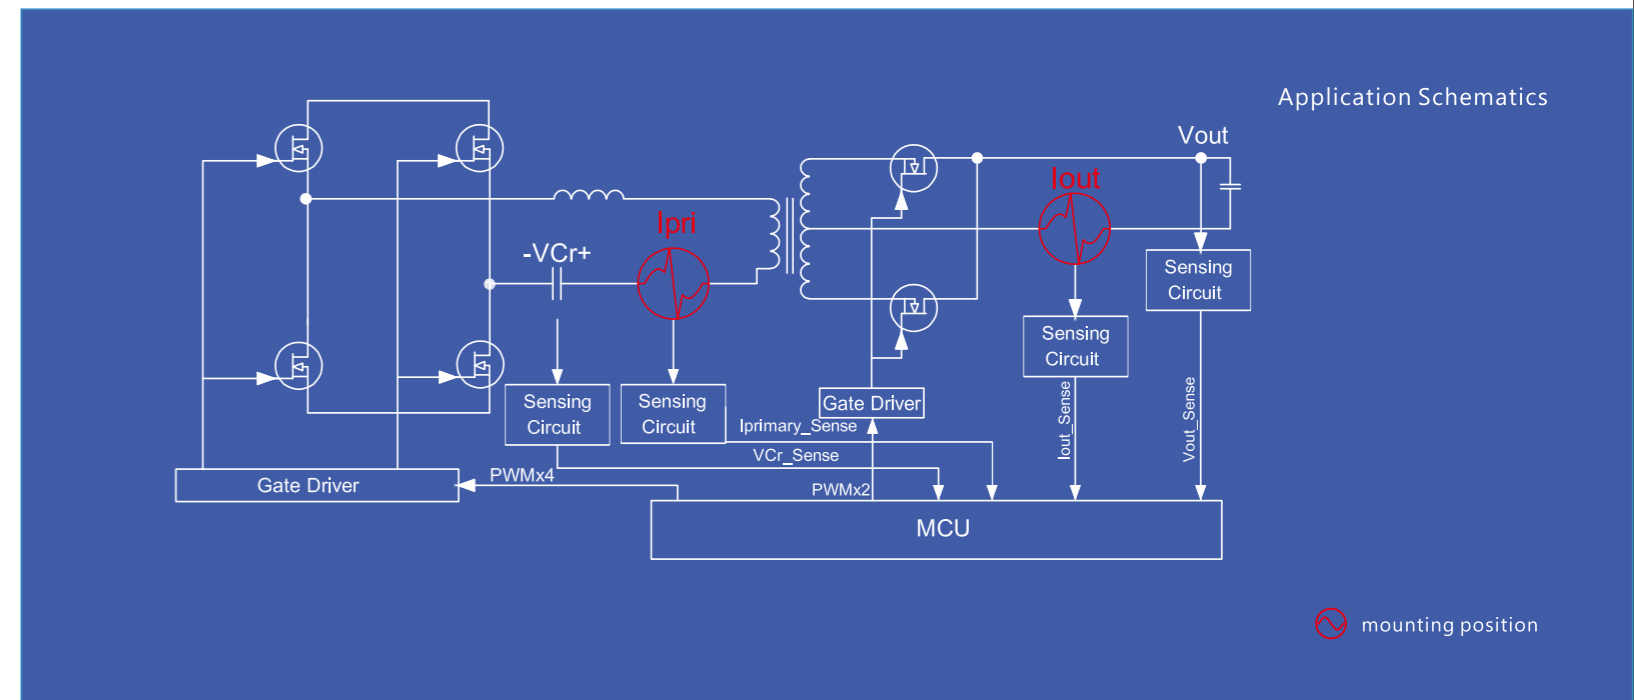 Application Schematics
Vout
Iout
Ipri
-VCr+
Sensing
Circuit
Sensing
Circuit
Sensing
Circuit
Sensing
Circuit
Gate Driver
Iprimary_Sense
VCr_Sense
Iout_Sense
Vout_Sense
Gate Driver
PWMx4
PWMx2
MCU
mounting position